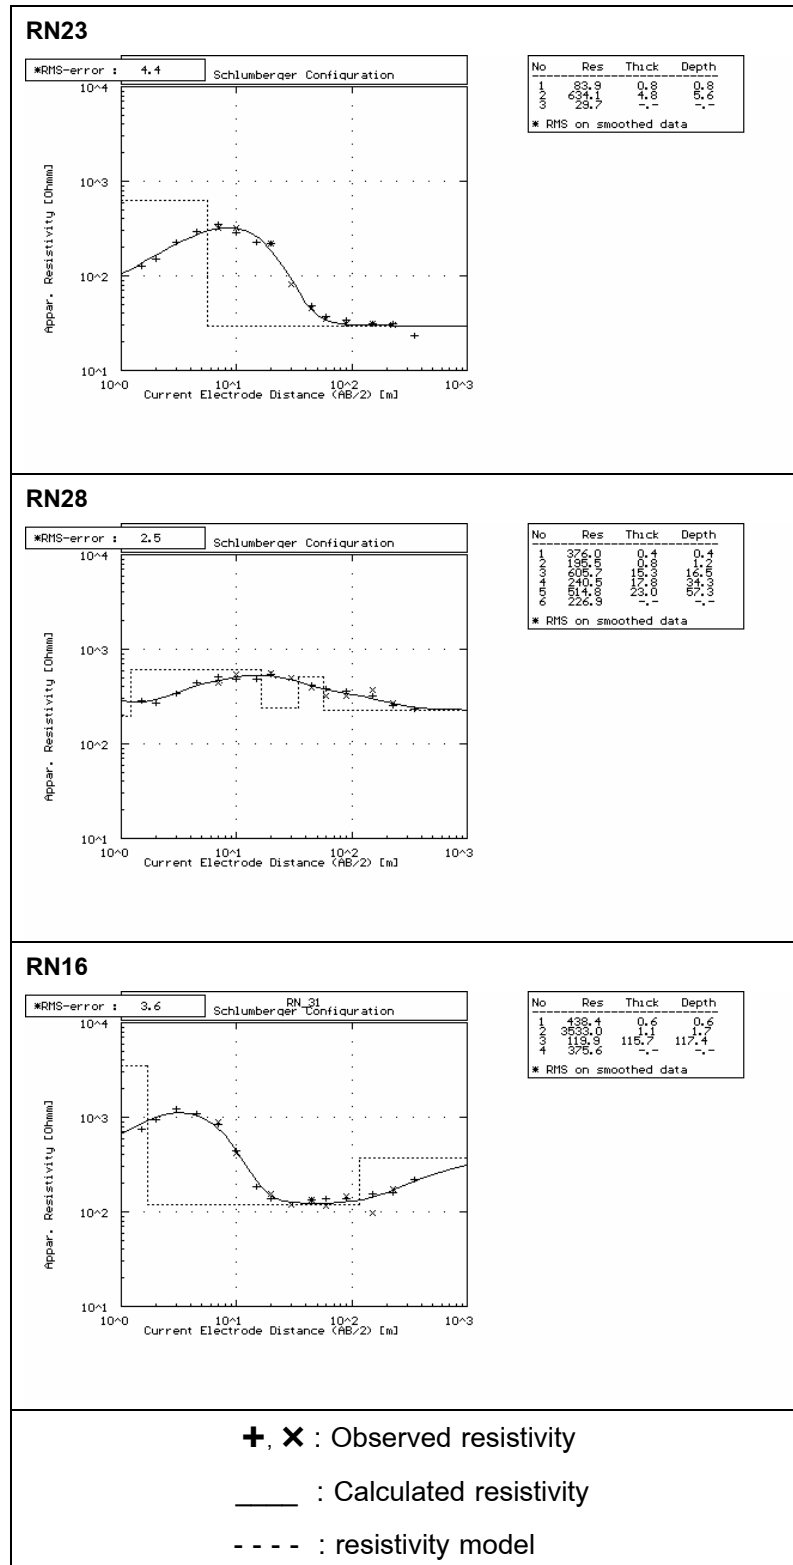 RN23
*RMS-error : 4.4
Schlumberger Configuration
No Res Thick Depth
1 83.9 0.8 0.8
2 634.1 4.8 5.6
3 29.7 -.- -.-
* RMS on smoothed data
10^4
10^3
10^2
10^1
Appar. Resistivity [Ohmm]
10^0 10^1 10^2 10^3
Current Electrode Distance (AB/2) [m]
RN28
*RMS-error : 2.5
Schlumberger Configuration
No Res Thick Depth
1 376.0 0.4 0.4
2 195.5 0.8 1.2
3 605.7 15.3 16.5
4 240.5 17.8 34.3
5 514.8 23.0 57.3
6 226.9 -.- -.-
* RMS on smoothed data
10^4
10^3
10^2
10^1
Appar. Resistivity [Ohmm]
10^0 10^1 10^2 10^3
Current Electrode Distance (AB/2) [m]
RN16
*RMS-error : 3.6
RN_31
Schlumberger Configuration
No Res Thick Depth
1 438.4 0.6 0.6
2 3533.0 1.1 1.7
3 119.9 115.7 117.4
4 375.6 -.- -.-
* RMS on smoothed data
10^4
10^3
10^2
10^1
Appar. Resistivity [Ohmm]
10^0 10^1 10^2 10^3
Current Electrode Distance (AB/2) [m]
+, × : Observed resistivity
____ : Calculated resistivity
- - - - : resistivity model